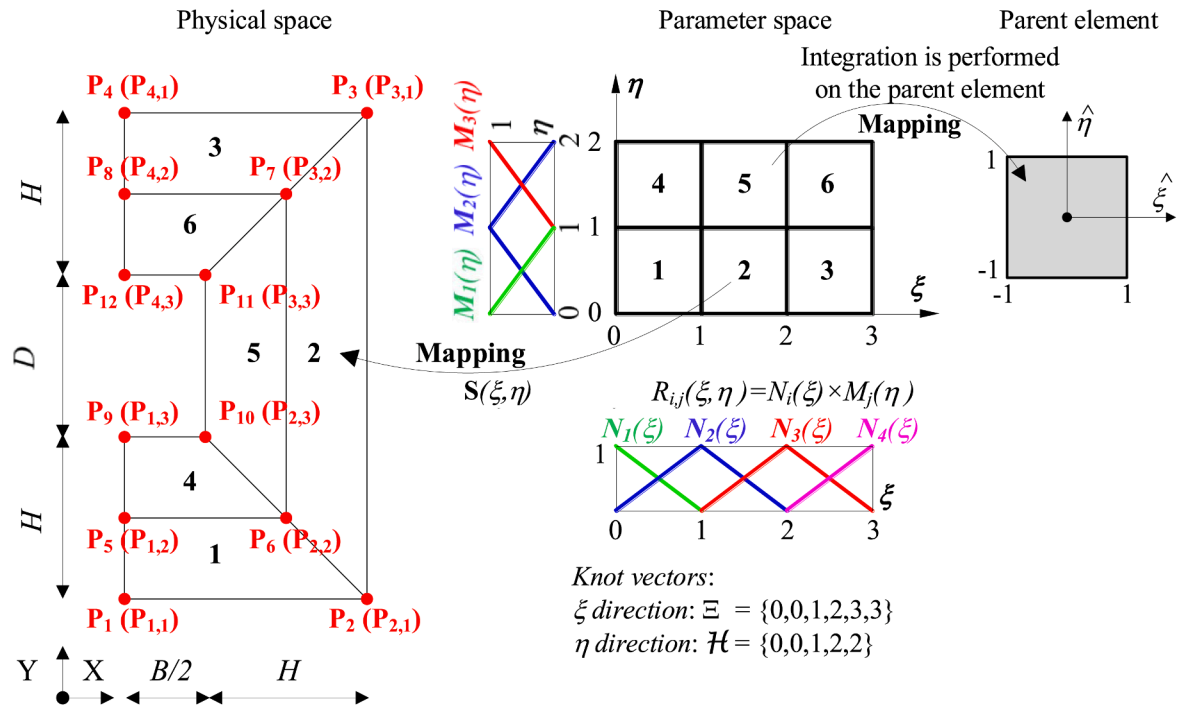 Physical space
Parameter space
Parent element
Integration is performed
on the parent element
Mapping
P4 (P4,1)
P3 (P3,1)
3
P8 (P4,2)
P7 (P3,2)
6
P12 (P4,3)
P11 (P3,3)
5
2
P9 (P1,3)
P10 (P2,3)
4
P5 (P1,2)
P6 (P2,2)
1
P1 (P1,1)
P2 (P2,1)
H
D
H
Y
X
B/2
H
M3(η)
M2(η)
M1(η)
1
η
2
1
0
η
2
1
0
4
5
6
1
2
3
0
1
2
3
ξ
η̂
1
ξ̂
-1
-1
1
Mapping
S(ξ,η)
Ri,j(ξ,η)=Ni(ξ)×Mj(η)
N1(ξ)
N2(ξ)
N3(ξ)
N4(ξ)
1
ξ
0
1
2
3
Knot vectors:
ξ direction: Ξ = {0,0,1,2,3,3}
η direction: ℋ = {0,0,1,2,2}